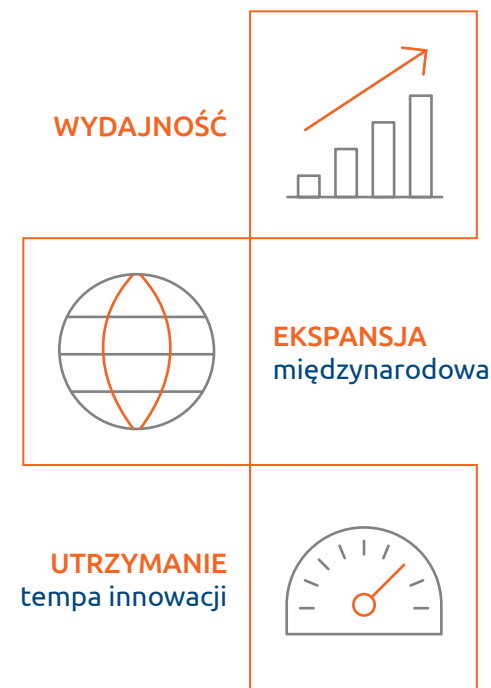 WYDAJNOŚĆ
EKSPANSJA
międzynarodowa
UTRZYMANIE
tempa innowacji